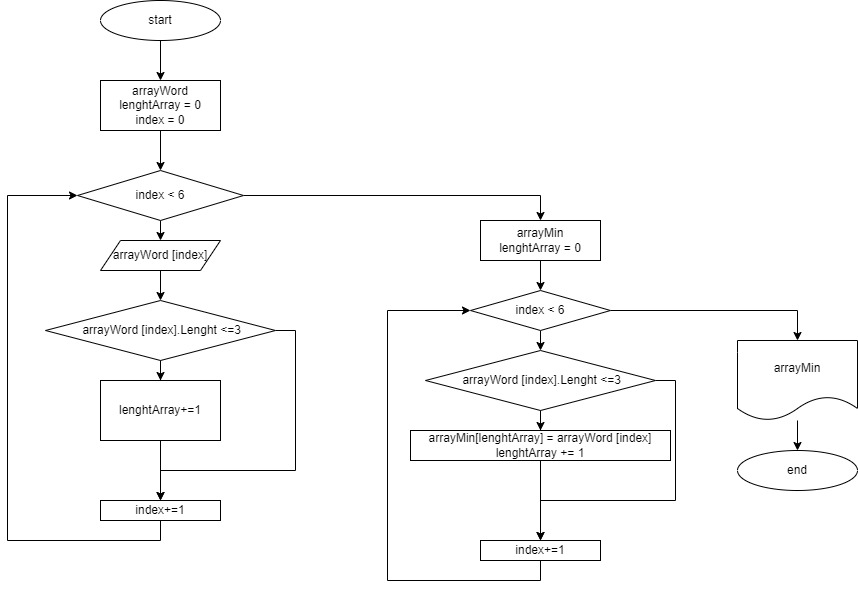 start
arrayWord
lenghtArray = 0
index = 0
index < 6
arrayWord [index]
arrayWord [index].Lenght <=3
lenghtArray+=1
index+=1
arrayMin
lenghtArray = 0
index < 6
arrayWord [index].Lenght <=3
arrayMin[lenghtArray] = arrayWord [index]
lenghtArray += 1
index+=1
arrayMin
end